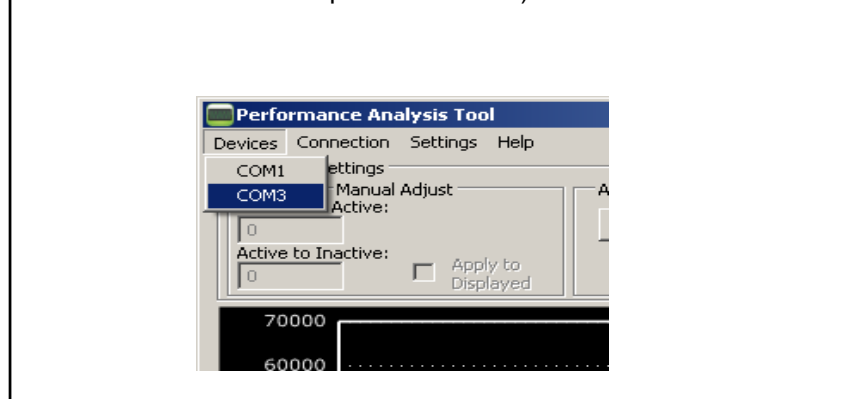 Performance Analysis Tool
Devices Connection Settings Help
COM1
COM3
ettings
Manual Adjust
Active:
0
Active to Inactive:
0
Apply to
Displayed
A
70000
60000